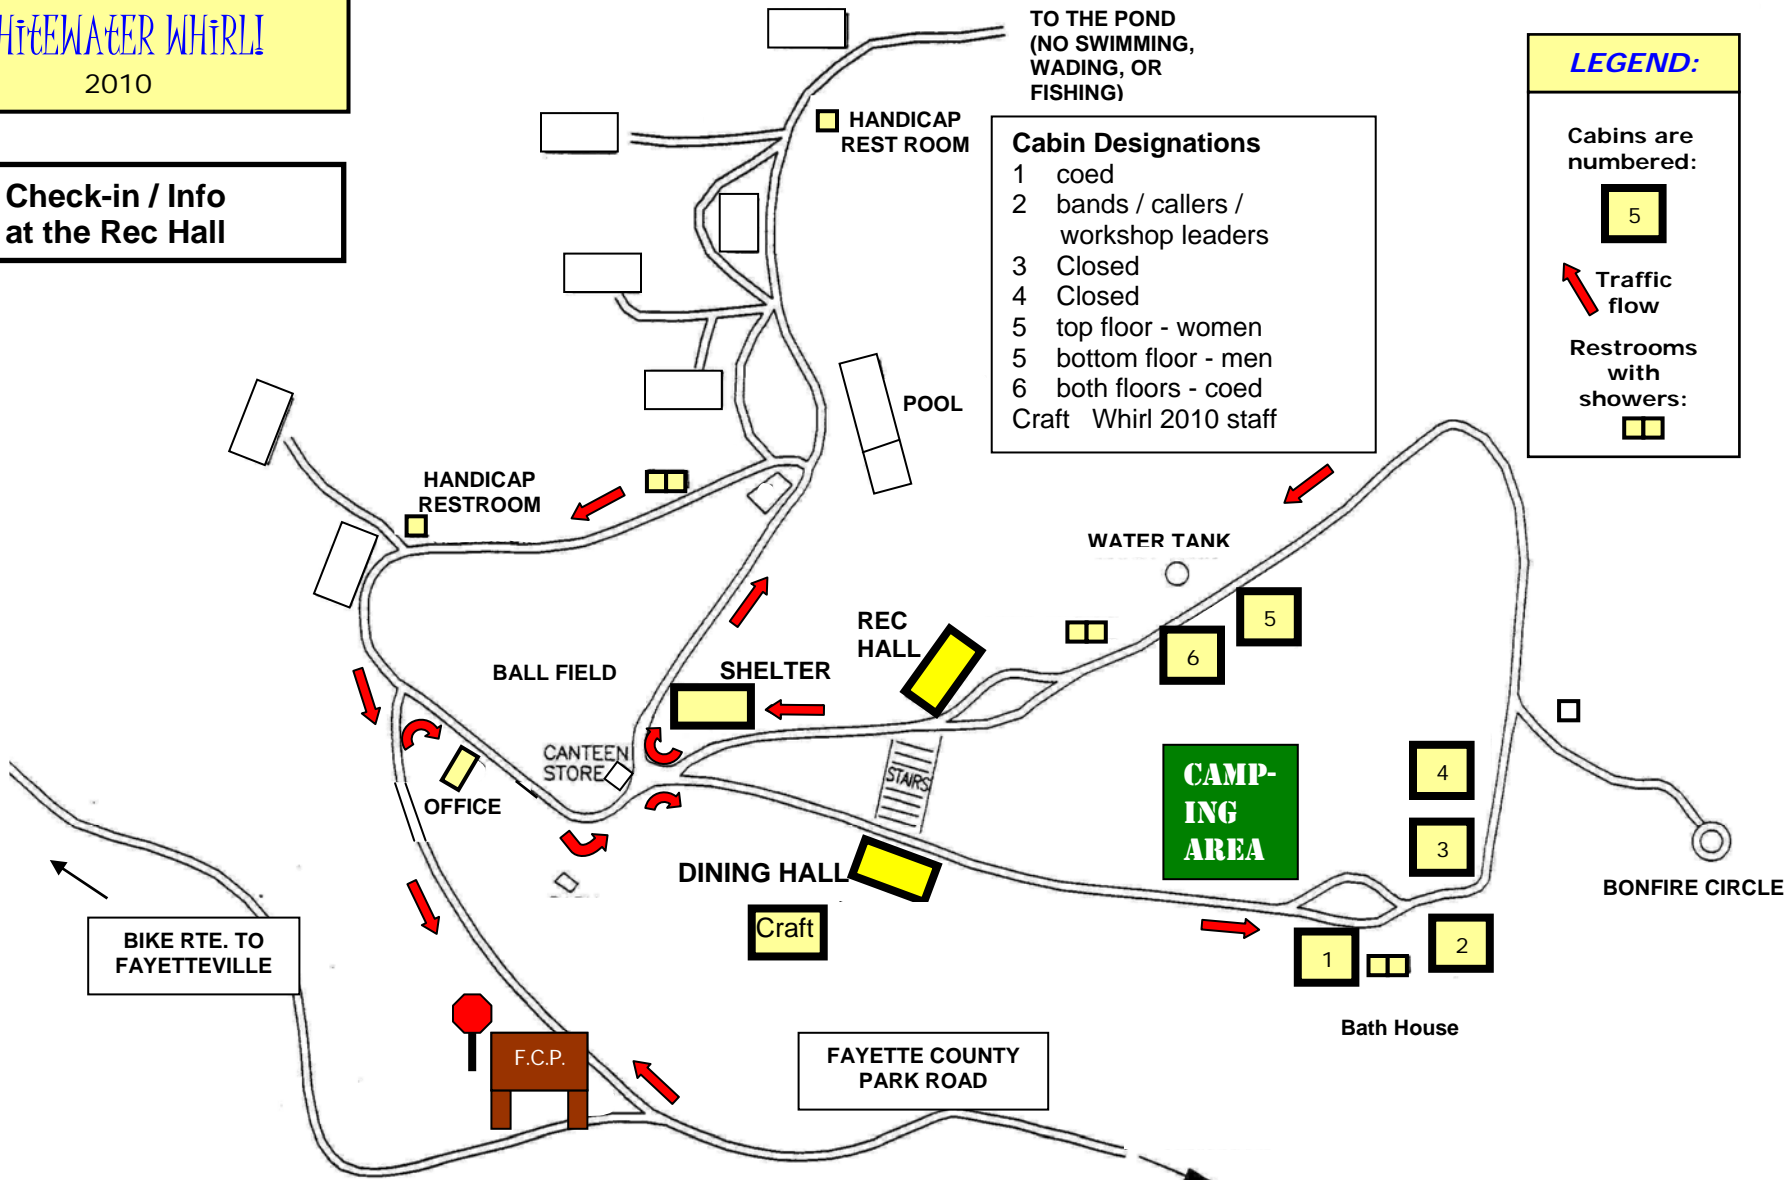 HiTEWATER WHiRL!
2010
Check-in / Info
at the Rec Hall
TO THE POND
(NO SWIMMING,
WADING, OR
FISHING)
HANDICAP
REST ROOM
Cabin Designations
1 coed
2 bands / callers /
workshop leaders
3 Closed
4 Closed
5 top floor - women
5 bottom floor - men
6 both floors - coed
Craft Whirl 2010 staff
LEGEND:
Cabins are
numbered:
5
Traffic
flow
Restrooms
with
showers:
POOL
HANDICAP
RESTROOM
WATER TANK
REC
HALL
5
6
BALL FIELD
SHELTER
CANTEEN
STORE
STAIRS
OFFICE
CAMP-
ING
AREA
4
3
DINING HALL
BONFIRE CIRCLE
Craft
BIKE RTE. TO
FAYETTEVILLE
1
2
Bath House
F.C.P.
FAYETTE COUNTY
PARK ROAD